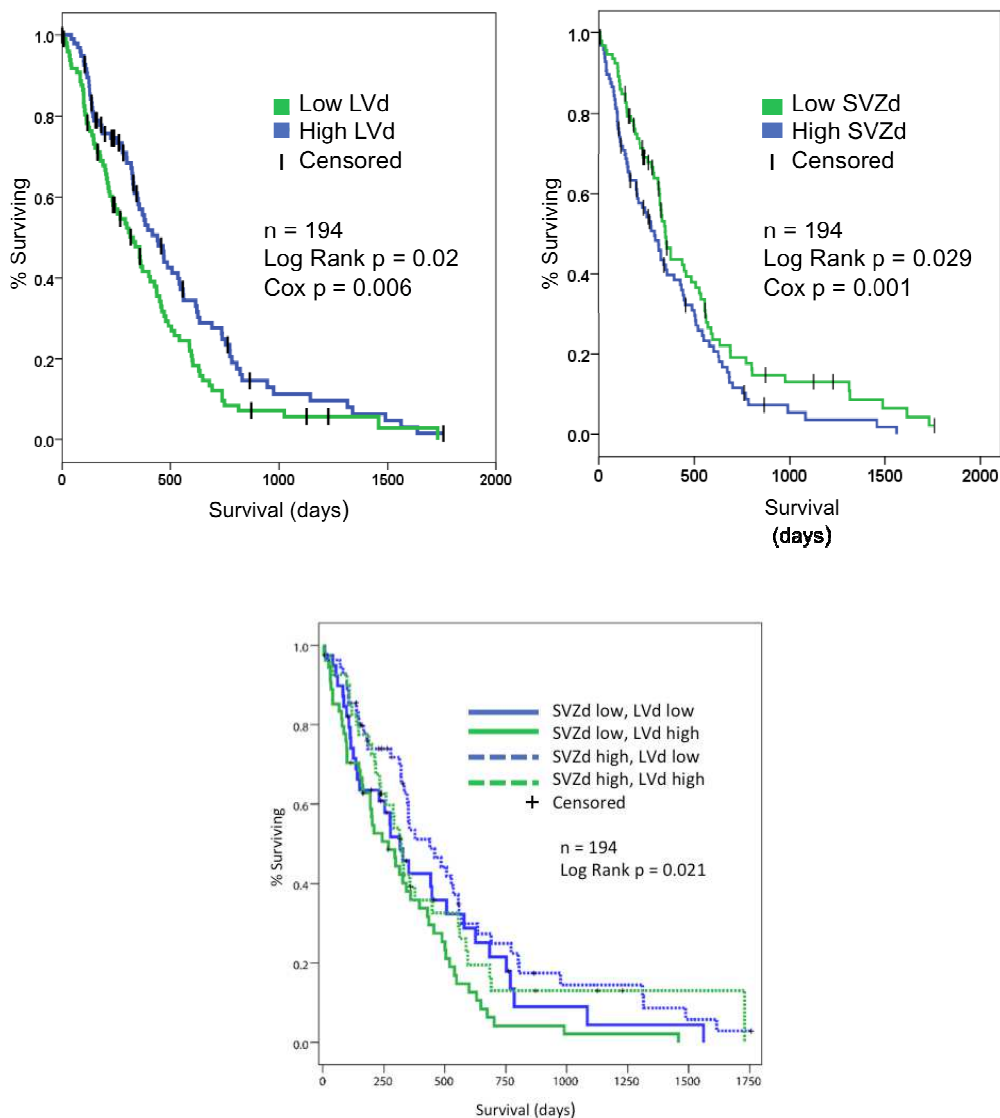 1.0
0.8
0.6
0.4
0.2
0.0
% Surviving
Low LVd
High LVd
Censored
n = 194
Log Rank p = 0.02
Cox p = 0.006
0 500 1000 1500 2000
Survival (days)
1.0
0.8
0.6
0.4
0.2
0.0
% Surviving
Low SVZd
High SVZd
Censored
n = 194
Log Rank p = 0.029
Cox p = 0.001
0 500 1000 1500 2000
Survival
(days)
1.0
0.8
0.6
0.4
0.2
0.0
% Surviving
SVZd low, LVd low
SVZd low, LVd high
SVZd high, LVd low
SVZd high, LVd high
Censored
n = 194
Log Rank p = 0.021
0 250 500 750 1000 1250 1500 1750
Survival (days)